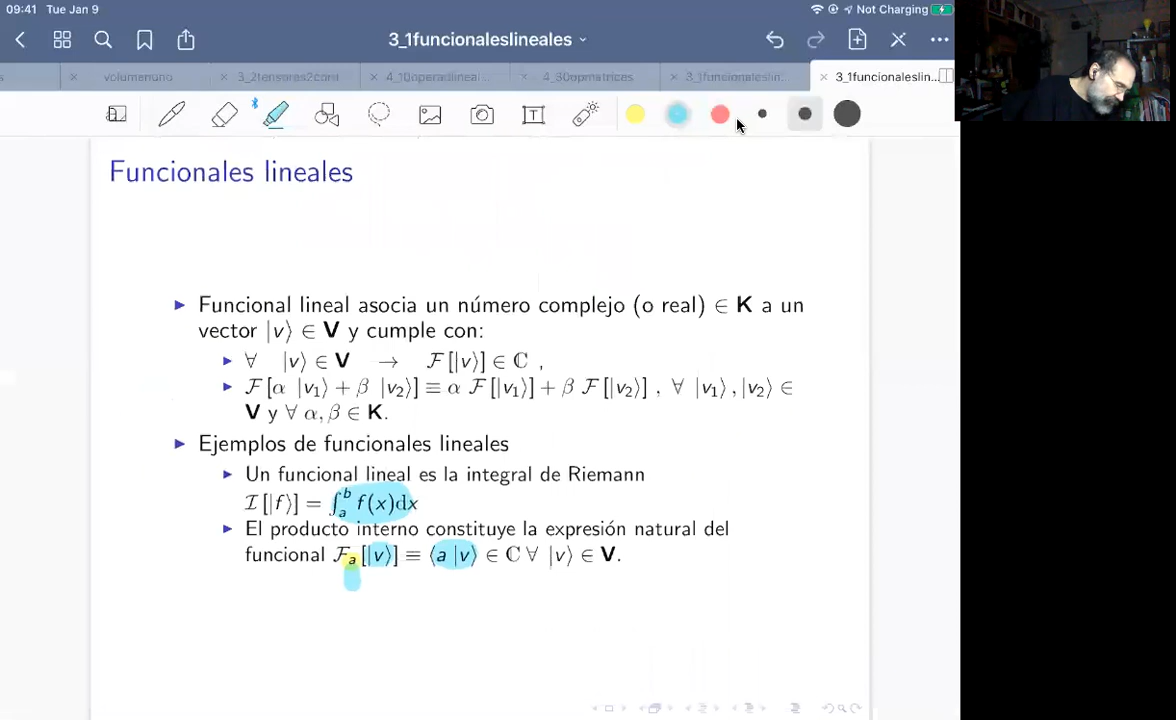 09:41 Tue Jan 9
Not Charging
3_1funcionaleslineales
s
volumenuno
3_2tensores2cont
4_10operadlineal...
4_30opmatrices
3_1funcionaleslin...
3_1funcionaleslin...
Funcionales lineales
▶ Funcional lineal asocia un número complejo (o real) ∈ K a un
vector |v⟩ ∈ V y cumple con:
▶ ∀ |v⟩ ∈ V → F[|v⟩] ∈ ℂ ,
▶ F[α |v₁⟩ + β |v₂⟩] ≡ α F[|v₁⟩] + β F[|v₂⟩] , ∀ |v₁⟩ , |v₂⟩ ∈
V y ∀ α, β ∈ K.
▶ Ejemplos de funcionales lineales
▶ Un funcional lineal es la integral de Riemann
I[|f⟩] = ∫ₐᵇ f(x)dx
▶ El producto interno constituye la expresión natural del
funcional Fₐ[|v⟩] ≡ ⟨a |v⟩ ∈ ℂ ∀ |v⟩ ∈ V.